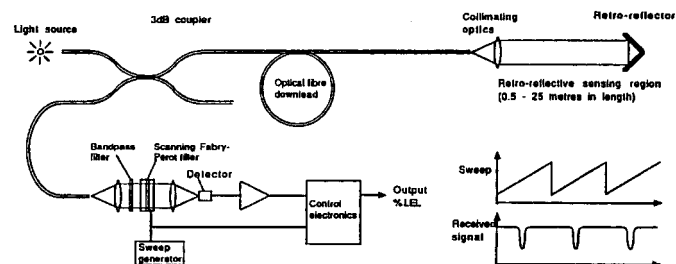 Light source
3dB coupler
Collimating
optics
Retro-reflector
Optical fibre
downlead
Retro-reflective sensing region
(0.5 - 25 metres in length)
Bandpass
filter
Scanning Fabry-
Perot filter
Detector
Control
electronics
Output
%LEL
Sweep
generator
Sweep
Received
signal